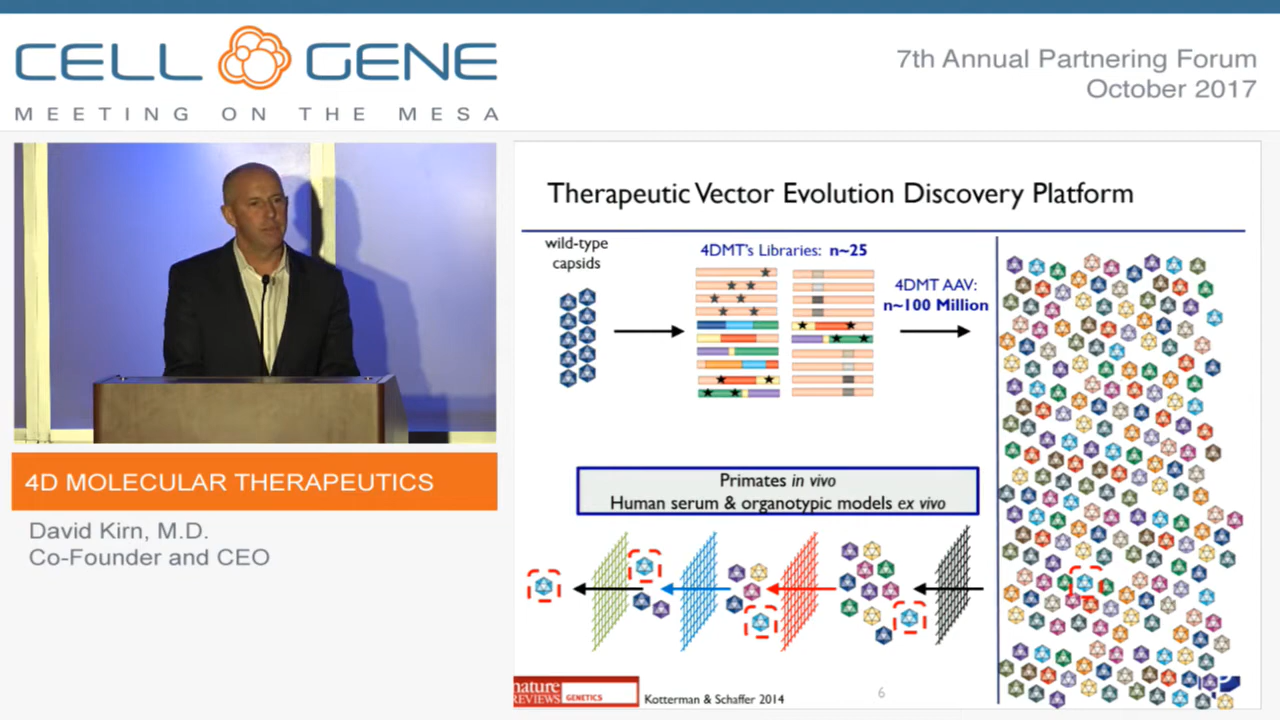 CELL GENE
MEETING ON THE MESA
7th Annual Partnering Forum
October 2017
4D MOLECULAR THERAPEUTICS
David Kirn, M.D.
Co-Founder and CEO
Therapeutic Vector Evolution Discovery Platform
wild-type
capsids
4DMT's Libraries: n~25
4DMT AAV:
n~100 Million
Primates in vivo
Human serum & organotypic models ex vivo
nature
REVIEWS GENETICS
Kotterman & Schaffer 2014
6